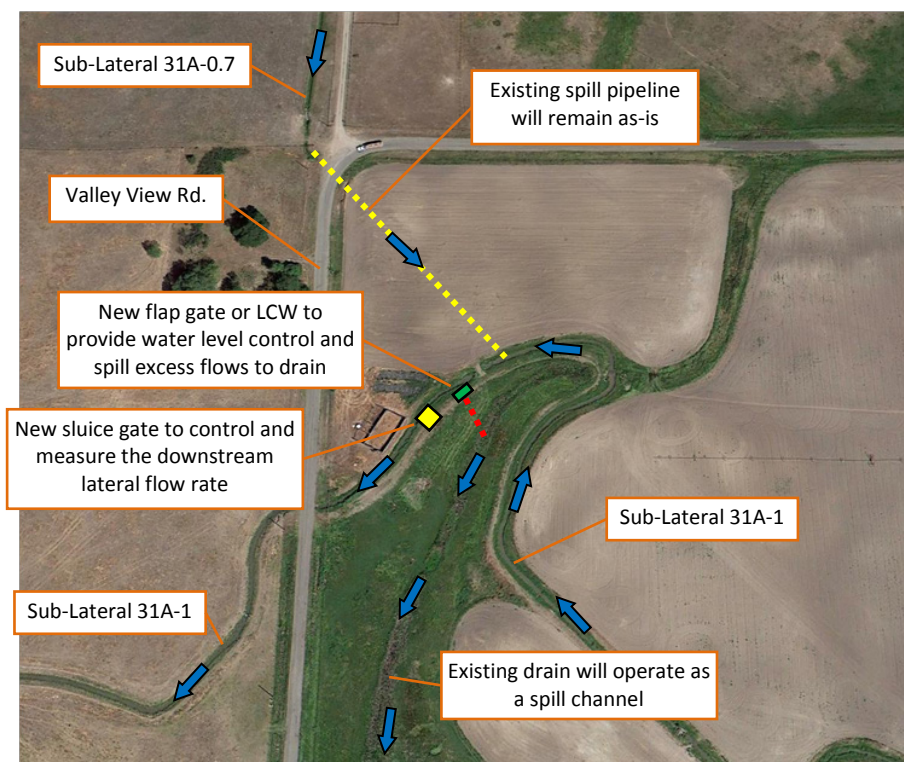 Sub-Lateral 31A-0.7
Existing spill pipeline
will remain as-is
Valley View Rd.
New flap gate or LCW to
provide water level control and
spill excess flows to drain
New sluice gate to control and
measure the downstream
lateral flow rate
Sub-Lateral 31A-1
Sub-Lateral 31A-1
Existing drain will operate as
a spill channel